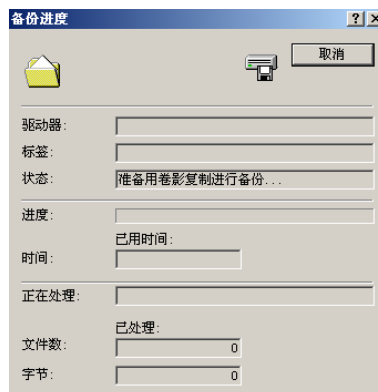 备份进度
取消
驱动器:
标签:
状态: 准备用卷影复制进行备份...
进度:
已用时间:
时间:
正在处理:
已处理:
文件数: 0
字节: 0